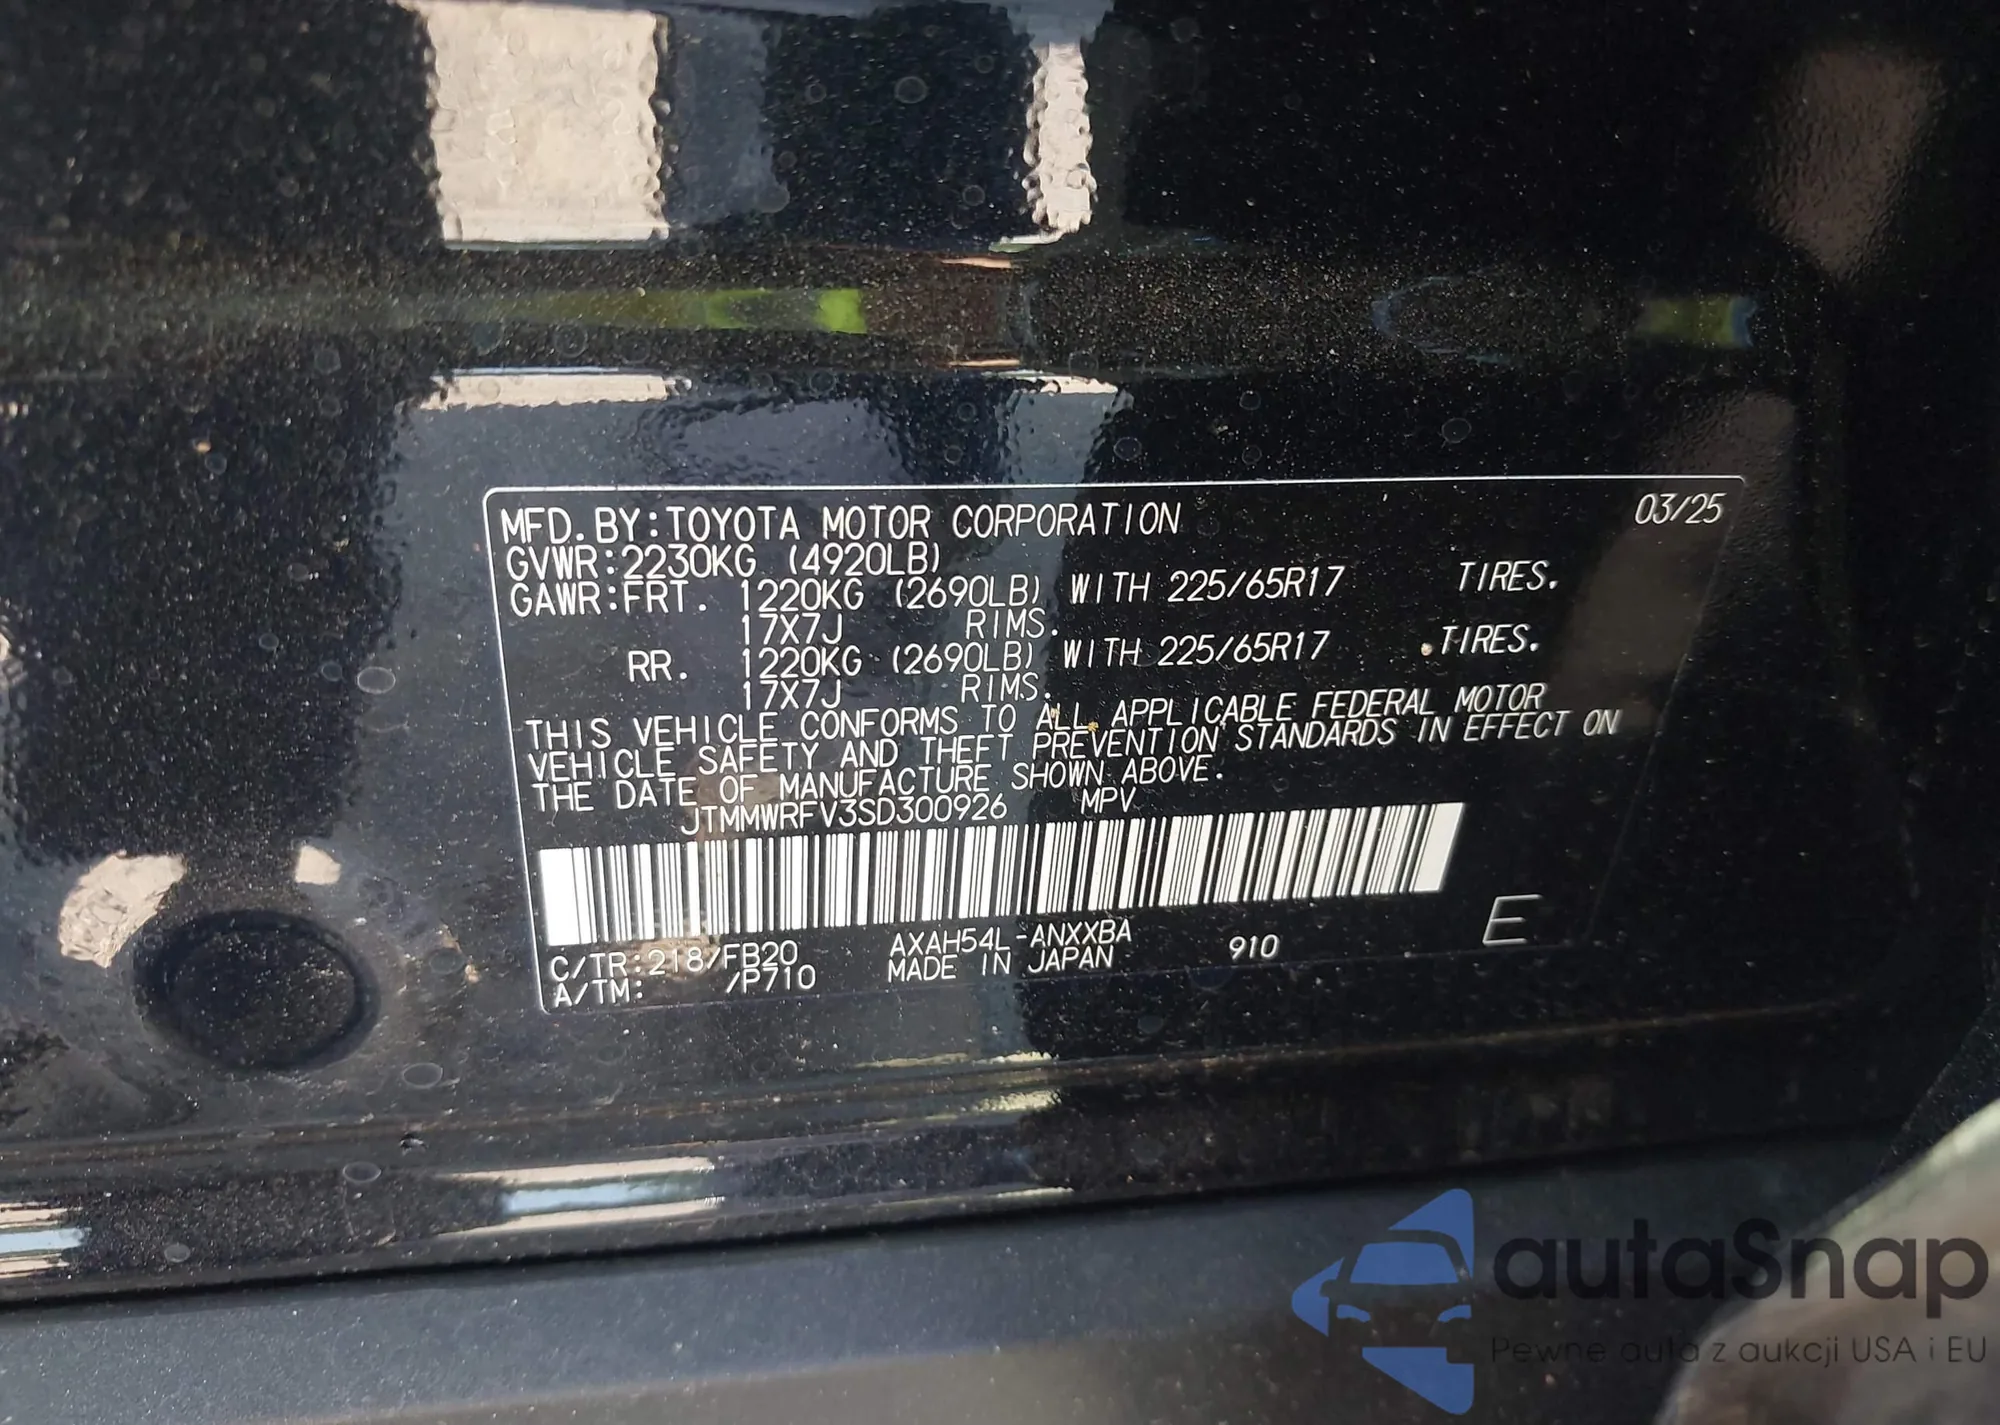 MFD. BY:TOYOTA MOTOR CORPORATION 03/25
GVWR:2230KG (4920LB)
GAWR:FRT. 1220KG (2690LB) WITH 225/65R17 TIRES.
17X7J RIMS.
RR. 1220KG (2690LB) WITH 225/65R17 TIRES.
17X7J RIMS.
THIS VEHICLE CONFORMS TO ALL APPLICABLE FEDERAL MOTOR
VEHICLE SAFETY AND THEFT PREVENTION STANDARDS IN EFFECT ON
THE DATE OF MANUFACTURE SHOWN ABOVE.
JTMMWRFV3SD300926 MPV
C/TR:218/FB20 AXAH54L-ANXXBA 910 E
A/TM: /P710 MADE IN JAPAN
autaSnap
Pewne auta z aukcji USA i EU